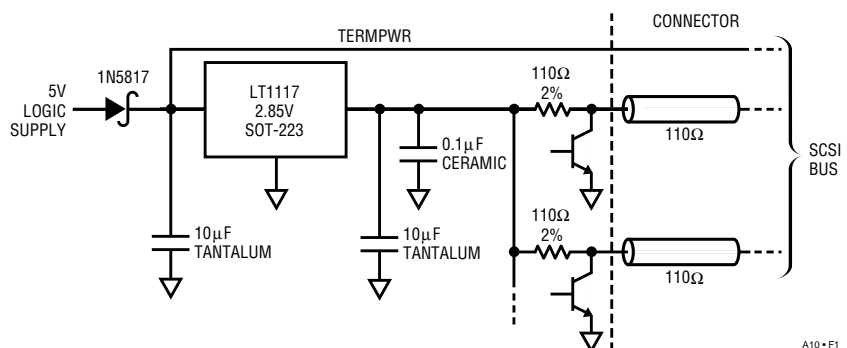 CONNECTOR
TERMPWR
1N5817
5V
LOGIC
SUPPLY
LT1117
2.85V
SOT-223
110Ω
2%
110Ω
0.1μF
CERAMIC
SCSI
BUS
10μF
TANTALUM
10μF
TANTALUM
110Ω
2%
110Ω
A10 • F1